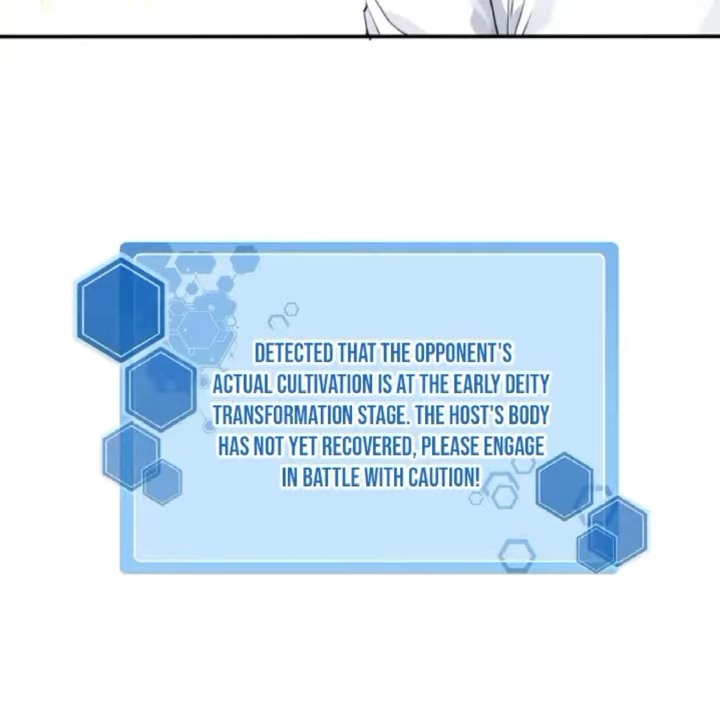 DETECTED THAT THE OPPONENT'S
ACTUAL CULTIVATION IS AT THE EARLY DEITY
TRANSFORMATION STAGE. THE HOST'S BODY
HAS NOT YET RECOVERED, PLEASE ENGAGE
IN BATTLE WITH CAUTION!